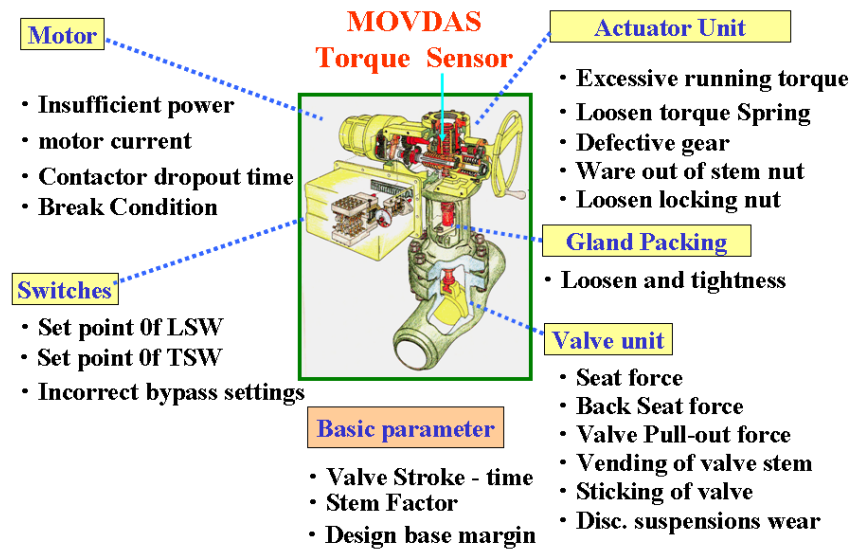 MOVDAS
Torque Sensor
Motor
・Insufficient power
・motor current
・Contactor dropout time
・Break Condition
Switches
・Set point 0f LSW
・Set point 0f TSW
・Incorrect bypass settings
Basic parameter
・Valve Stroke - time
・Stem Factor
・Design base margin
Actuator Unit
・Excessive running torque
・Loosen torque Spring
・Defective gear
・Ware out of stem nut
・Loosen locking nut
Gland Packing
・Loosen and tightness
Valve unit
・Seat force
・Back Seat force
・Valve Pull-out force
・Vending of valve stem
・Sticking of valve
・Disc. suspensions wear